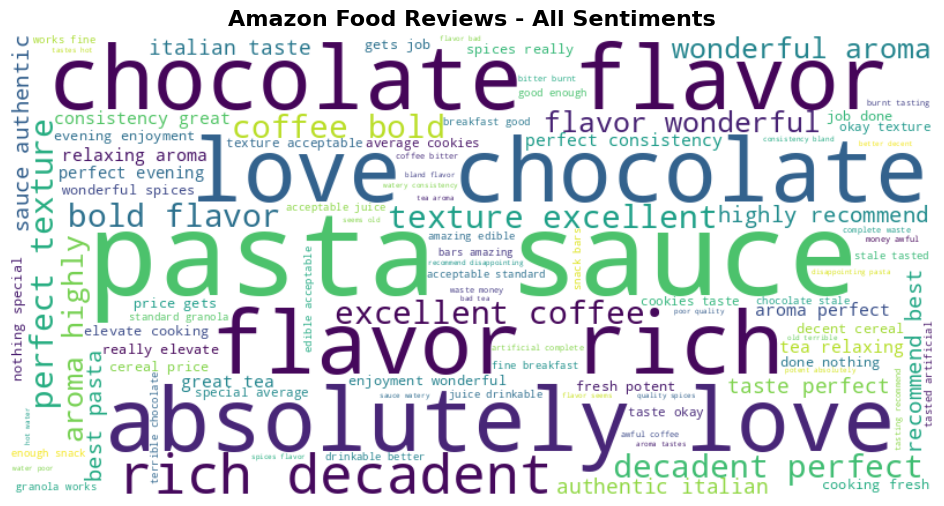 Amazon Food Reviews - All Sentiments
works fine
tastes hot
italian taste
gets job
flavor bad
spices really
wonderful aroma
sauce authentic
chocolate flavor
bitter burnt
good enough
burnt tasting
consistency great
coffee bold
breakfast good
flavor wonderful
job done
okay texture
evening enjoyment
texture acceptable
average cookies
perfect consistency
consistency bland
relaxing aroma
coffee bitter
perfect evening
love chocolate
bland flavor
wonderful spices
watery consistency
tea aroma
perfect texture
bold flavor
acceptable juice
seems old
texture excellent
highly recommend
complete waste
money awful
amazing edible
bars amazing
snack bars
stale tasted
recommend disappointing
acceptable standard
disappointing pasta
pasta sauce
nothing special
aroma highly
edible acceptable
waste money
bad tea
price gets
standard granola
excellent coffee
cookies taste
chocolate stale
poor quality
aroma perfect
recommend best
elevate cooking
flavor rich
decent cereal
old terrible
really elevate
artificial complete
tea relaxing
tasted artificial
cereal price
fine breakfast
done nothing
potent absolutely
best pasta
terrible chocolate
great tea
enjoyment wonderful
fresh potent
taste perfect
special average
sauce watery
juice drinkable
flavor seems
quality spices
absolutely love
taste okay
tasting recommend
hot water
awful coffee
aroma tastes
enough snack
spices flavor
drinkable better
water poor
rich decadent
decadent perfect
granola works
authentic italian
cooking fresh